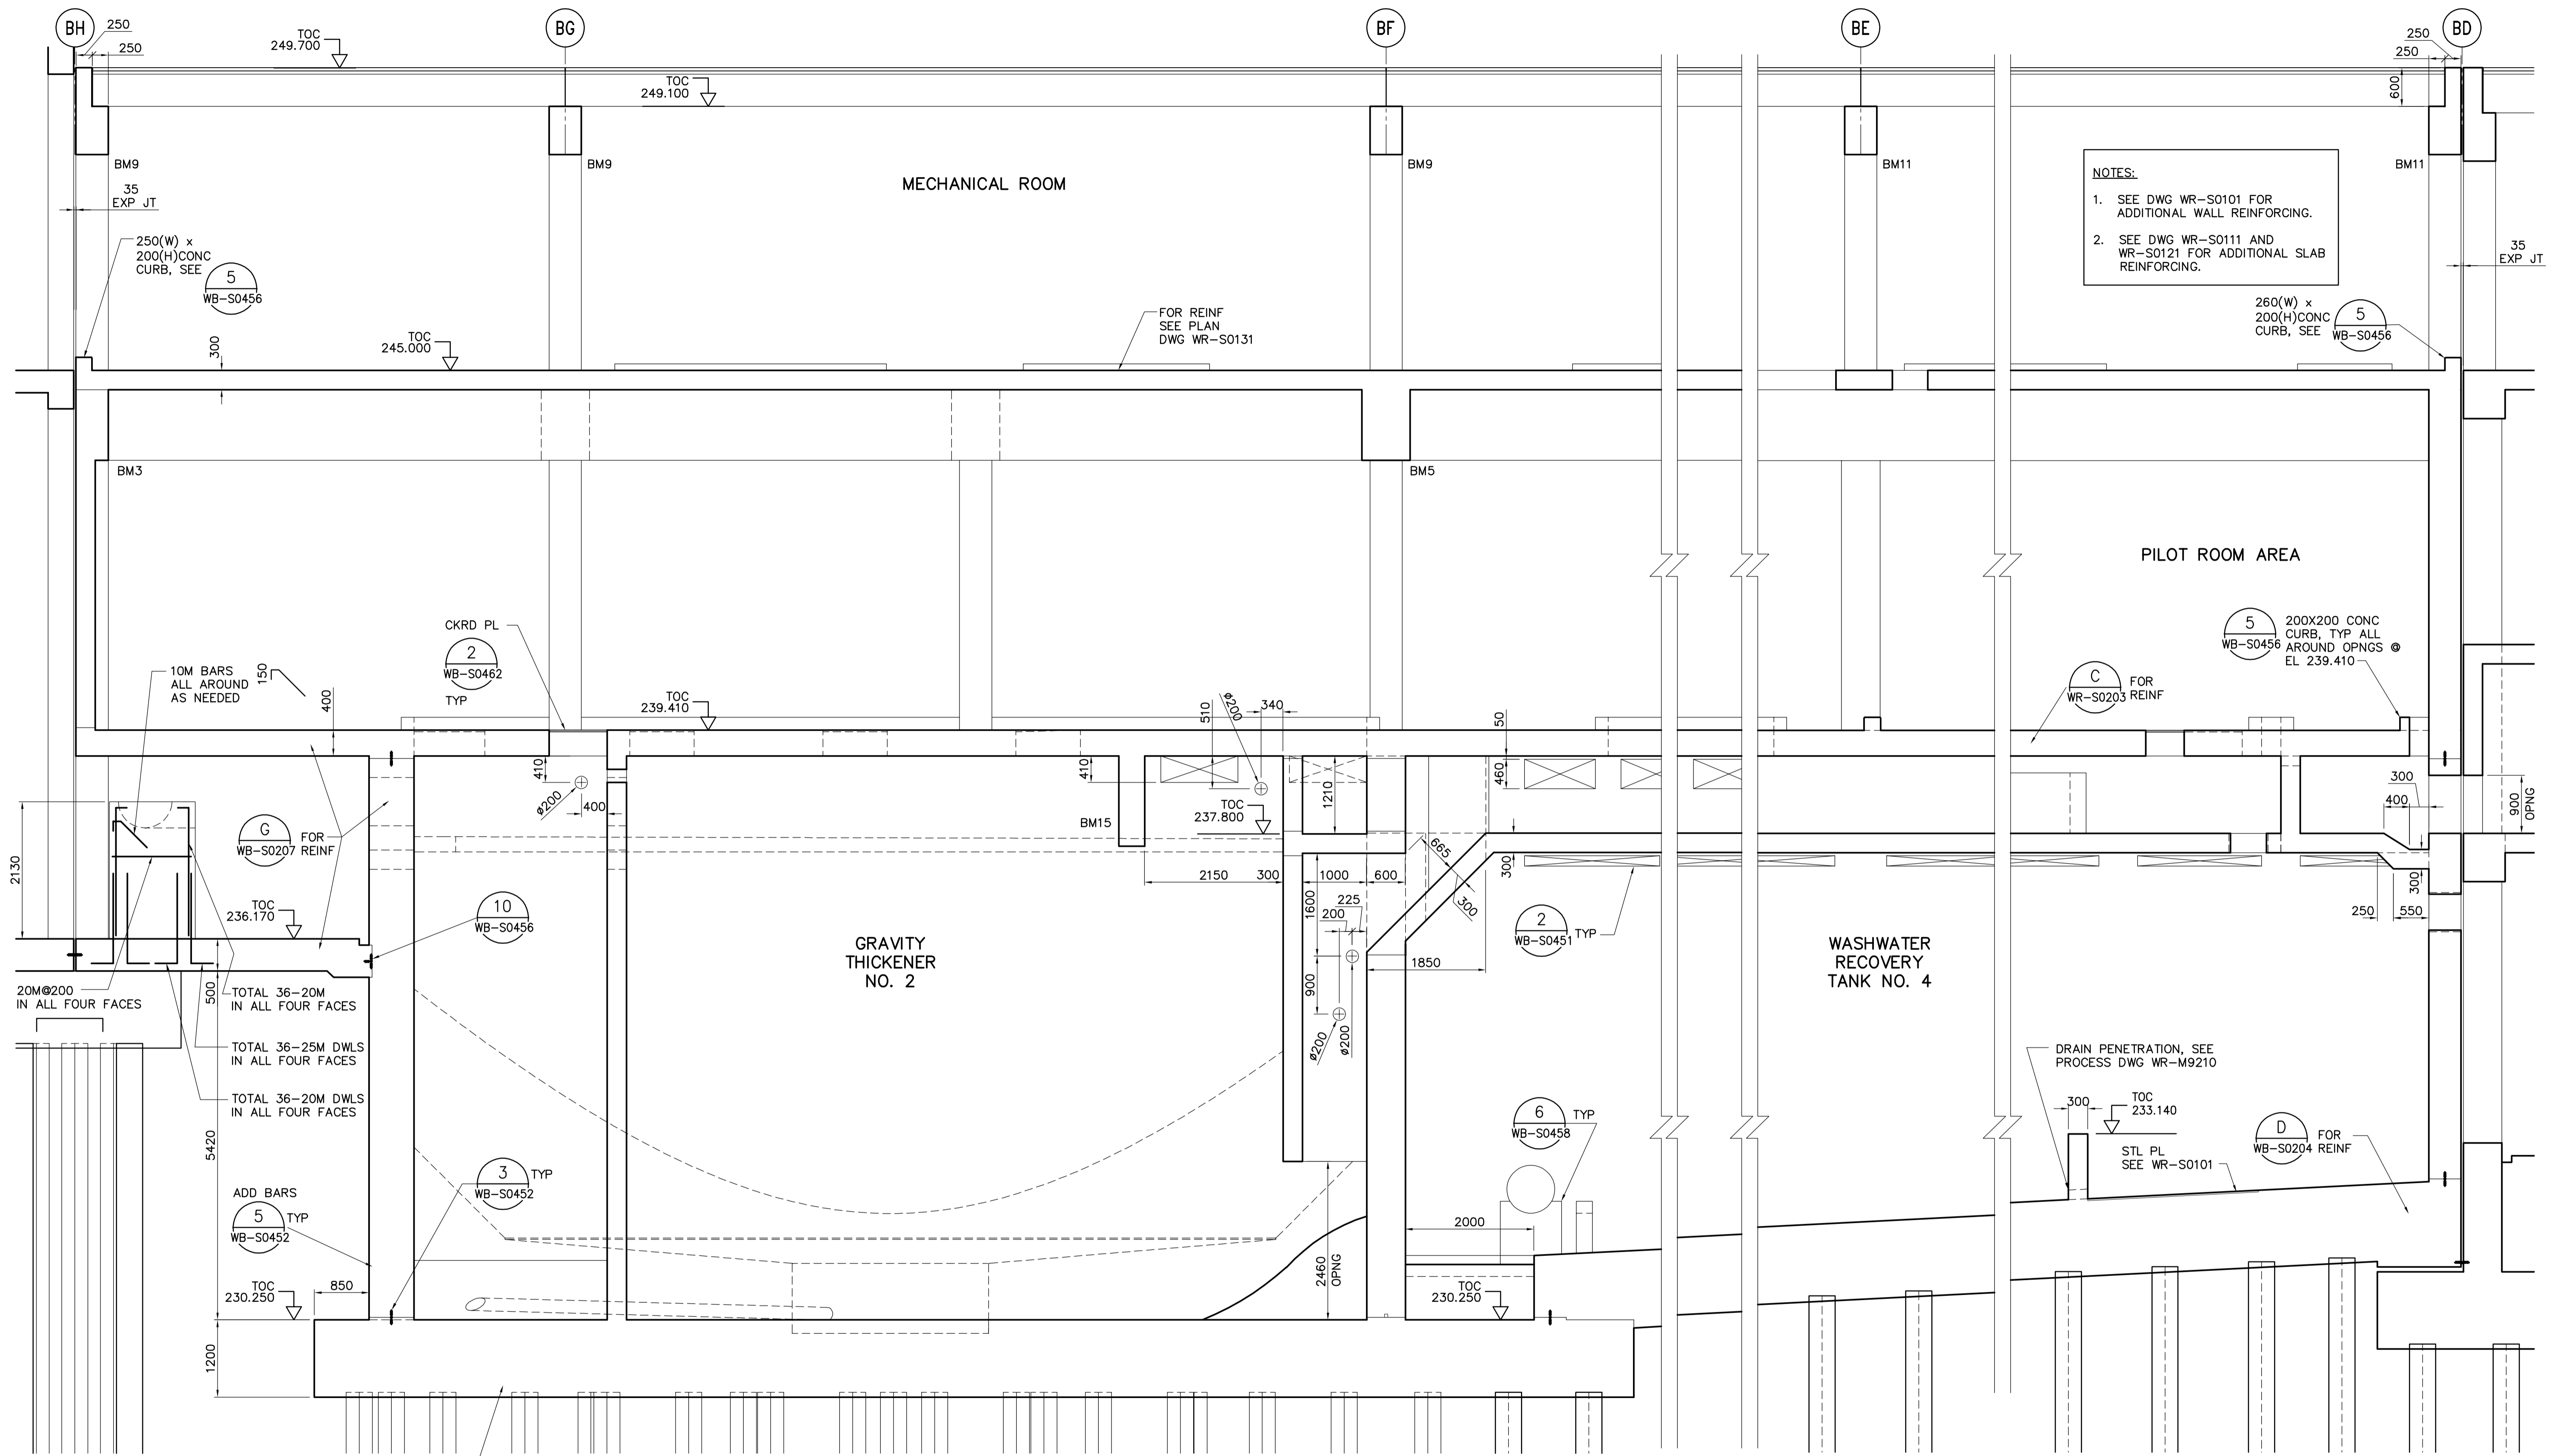 BH
BG
BF
BE
BD
250
250
TOC
249.700
TOC
249.100
250
250
600
BM9
BM9
BM9
BM11
BM11
35
EXP JT
MECHANICAL ROOM
NOTES:
1. SEE DWG WR-S0101 FOR
ADDITIONAL WALL REINFORCING.
2. SEE DWG WR-S0111 AND
WR-S0121 FOR ADDITIONAL SLAB
REINFORCING.
35
EXP JT
250(W) x
200(H)CONC
CURB, SEE
5
WB-S0456
260(W) x
200(H)CONC
CURB, SEE
5
WB-S0456
FOR REINF
SEE PLAN
DWG WR-S0131
300
TOC
245.000
BM3
BM5
PILOT ROOM AREA
CKRD PL
2
WB-S0462
TYP
10M BARS
ALL AROUND
AS NEEDED
150
400
TOC
239.410
5
WB-S0456
200X200 CONC
CURB, TYP ALL
AROUND OPNGS @
EL 239.410
C
WR-S0203
FOR
REINF
ø200
340
510
50
410
410
460
ø200
400
BM15
TOC
237.800
1210
300
400
900
OPNG
G
WB-S0207
FOR
REINF
2130
665
300
300
2150
300
1000
600
1600
225
200
300
250
550
TOC
236.170
10
WB-S0456
GRAVITY
THICKENER
NO. 2
2
WB-S0451
TYP
WASHWATER
RECOVERY
TANK NO. 4
1850
900
ø200
ø200
20M@200
IN ALL FOUR FACES
500
TOTAL 36-20M
IN ALL FOUR FACES
TOTAL 36-25M DWLS
IN ALL FOUR FACES
TOTAL 36-20M DWLS
IN ALL FOUR FACES
5420
DRAIN PENETRATION, SEE
PROCESS DWG WR-M9210
300
TOC
233.140
6
WB-S0458
TYP
D
WB-S0204
FOR
REINF
STL PL
SEE WR-S0101
3
WB-S0452
TYP
ADD BARS
5
WB-S0452
TYP
2000
2460
OPNG
850
TOC
230.250
TOC
230.250
1200